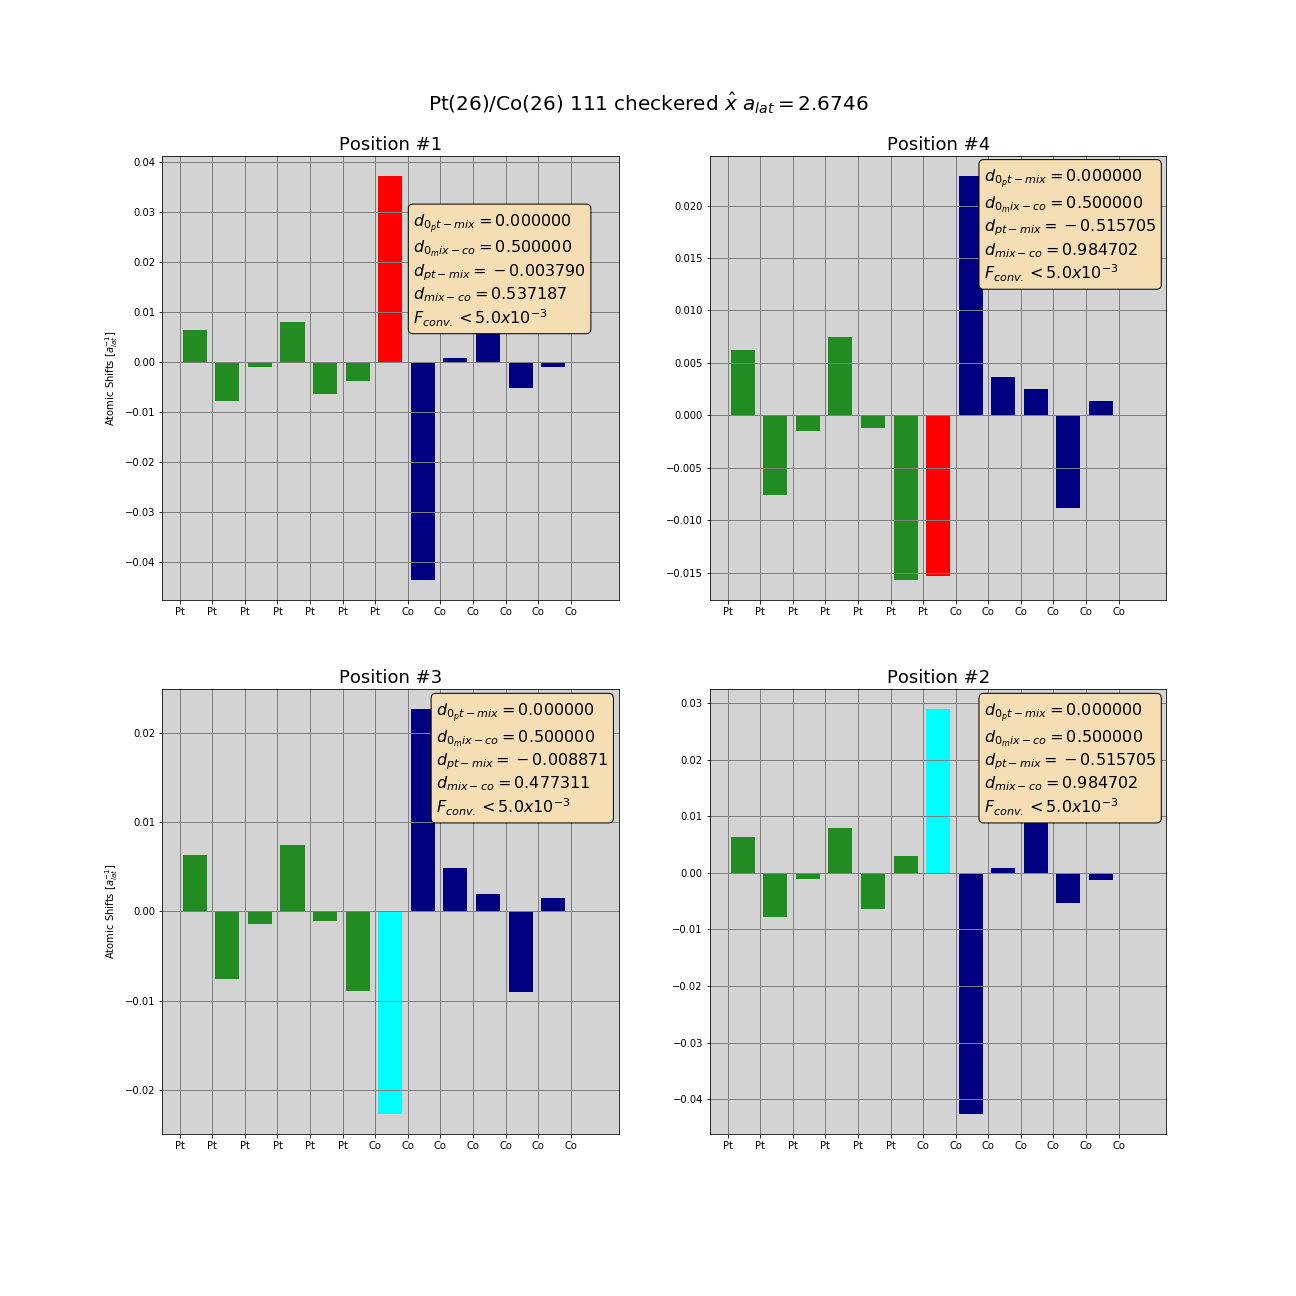 Pt(26)/Co(26) 111 checkered x̂ a_lat = 2.6746
Position #1
0.04
0.03
0.02
0.01
0.00
−0.01
−0.02
−0.03
−0.04
Atomic Shifts [a_lat^−1]
d_0_pt−mix = 0.000000
d_0_mix−co = 0.500000
d_pt−mix = −0.003790
d_mix−co = 0.537187
F_conv. < 5.0x10^−3
Pt Pt Pt Pt Pt Pt Pt Co Co Co Co Co Co
Position #4
0.020
0.015
0.010
0.005
0.000
−0.005
−0.010
−0.015
d_0_pt−mix = 0.000000
d_0_mix−co = 0.500000
d_pt−mix = −0.515705
d_mix−co = 0.984702
F_conv. < 5.0x10^−3
Pt Pt Pt Pt Pt Pt Pt Co Co Co Co Co Co
Position #3
0.02
0.01
0.00
−0.01
−0.02
Atomic Shifts [a_lat^−1]
d_0_pt−mix = 0.000000
d_0_mix−co = 0.500000
d_pt−mix = −0.008871
d_mix−co = 0.477311
F_conv. < 5.0x10^−3
Pt Pt Pt Pt Pt Pt Co Co Co Co Co Co Co
Position #2
0.03
0.02
0.01
0.00
−0.01
−0.02
−0.03
−0.04
d_0_pt−mix = 0.000000
d_0_mix−co = 0.500000
d_pt−mix = −0.515705
d_mix−co = 0.984702
F_conv. < 5.0x10^−3
Pt Pt Pt Pt Pt Pt Co Co Co Co Co Co Co